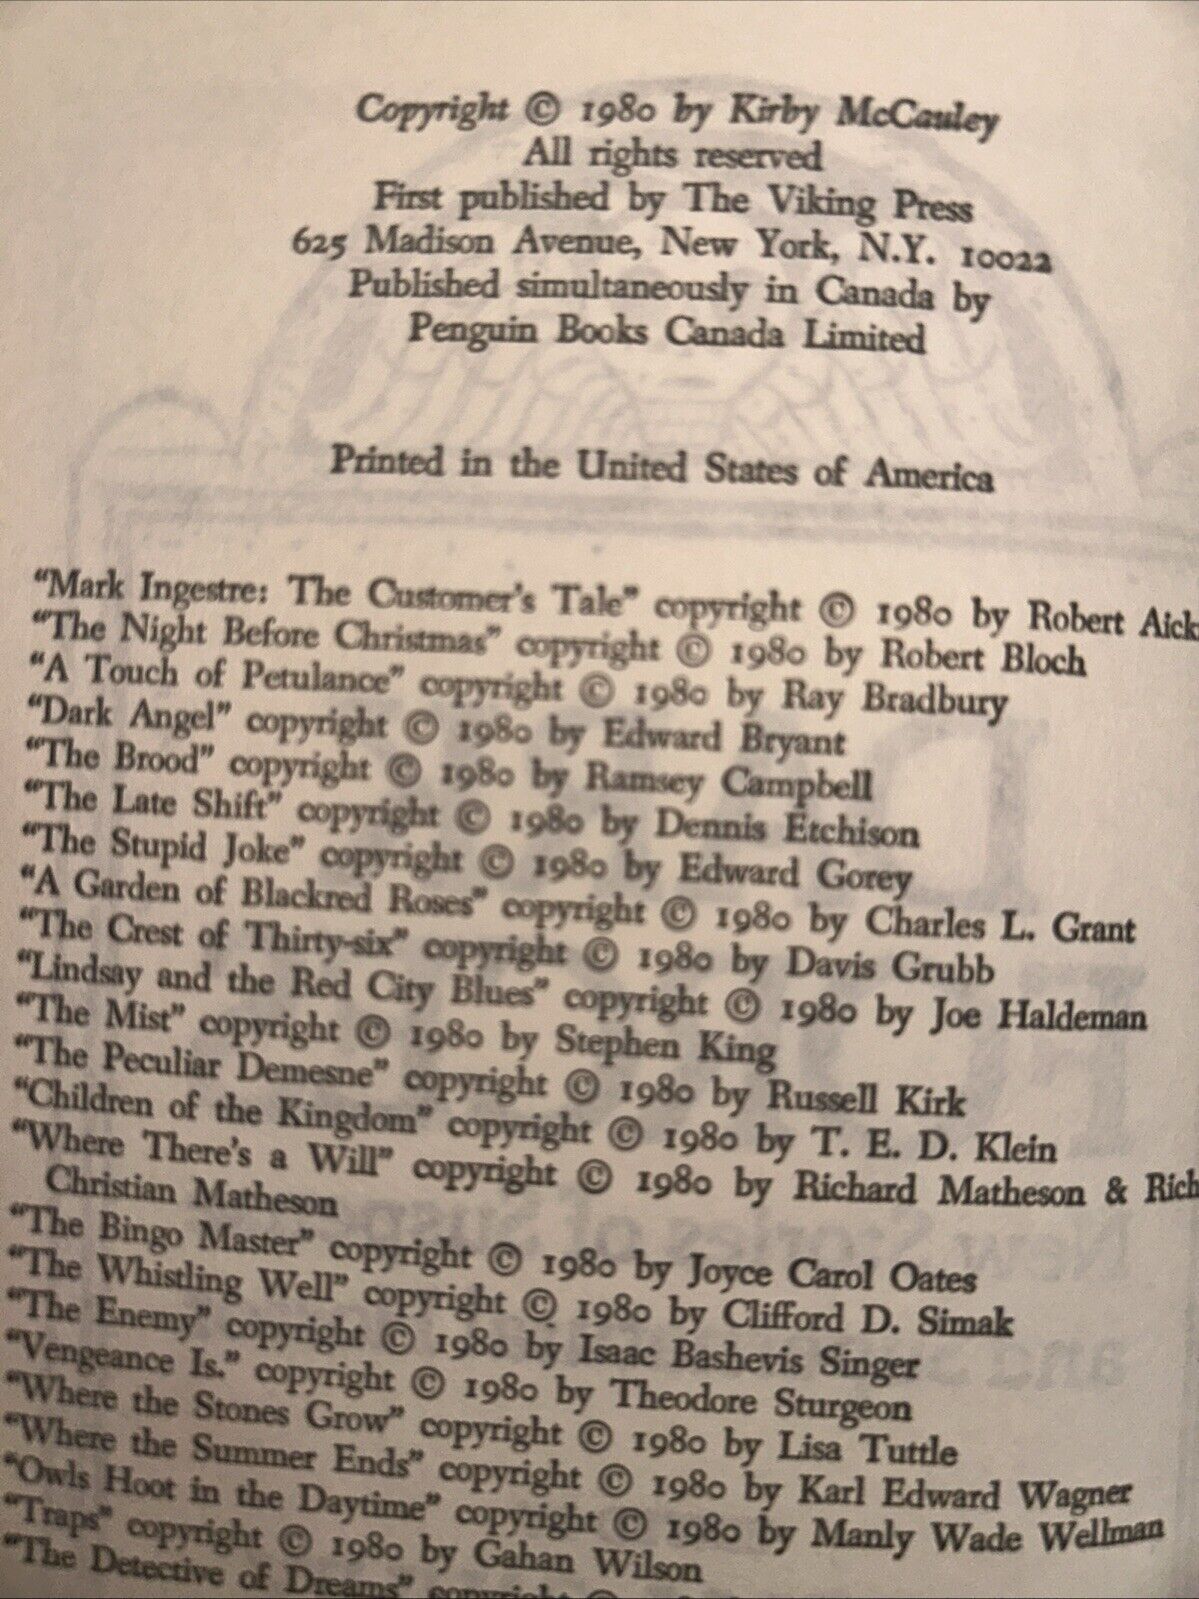 Copyright © 1980 by Kirby McCauley
All rights reserved
First published by The Viking Press
625 Madison Avenue, New York, N.Y. 10022
Published simultaneously in Canada by
Penguin Books Canada Limited
Printed in the United States of America
“Mark Ingestre: The Customer’s Tale” copyright © 1980 by Robert Aick
“The Night Before Christmas” copyright © 1980 by Robert Bloch
“A Touch of Petulance” copyright © 1980 by Ray Bradbury
“Dark Angel” copyright © 1980 by Edward Bryant
“The Brood” copyright © 1980 by Ramsey Campbell
“The Late Shift” copyright © 1980 by Dennis Etchison
“The Stupid Joke” copyright © 1980 by Edward Gorey
“A Garden of Blackred Roses” copyright © 1980 by Charles L. Grant
“The Crest of Thirty-six” copyright © 1980 by Davis Grubb
“Lindsay and the Red City Blues” copyright © 1980 by Joe Haldeman
“The Mist” copyright © 1980 by Stephen King
“The Peculiar Demesne” copyright © 1980 by Russell Kirk
“Children of the Kingdom” copyright © 1980 by T. E. D. Klein
“Where There’s a Will” copyright © 1980 by Richard Matheson & Rich
Christian Matheson
“The Bingo Master” copyright © 1980 by Joyce Carol Oates
“The Whistling Well” copyright © 1980 by Clifford D. Simak
“The Enemy” copyright © 1980 by Isaac Bashevis Singer
“Vengeance Is.” copyright © 1980 by Theodore Sturgeon
“Where the Stones Grow” copyright © 1980 by Lisa Tuttle
“Where the Summer Ends” copyright © 1980 by Karl Edward Wagner
“Owls Hoot in the Daytime” copyright © 1980 by Manly Wade Wellman
“Traps” copyright © 1980 by Gahan Wilson
“The Detective of Dreams” copyright ©